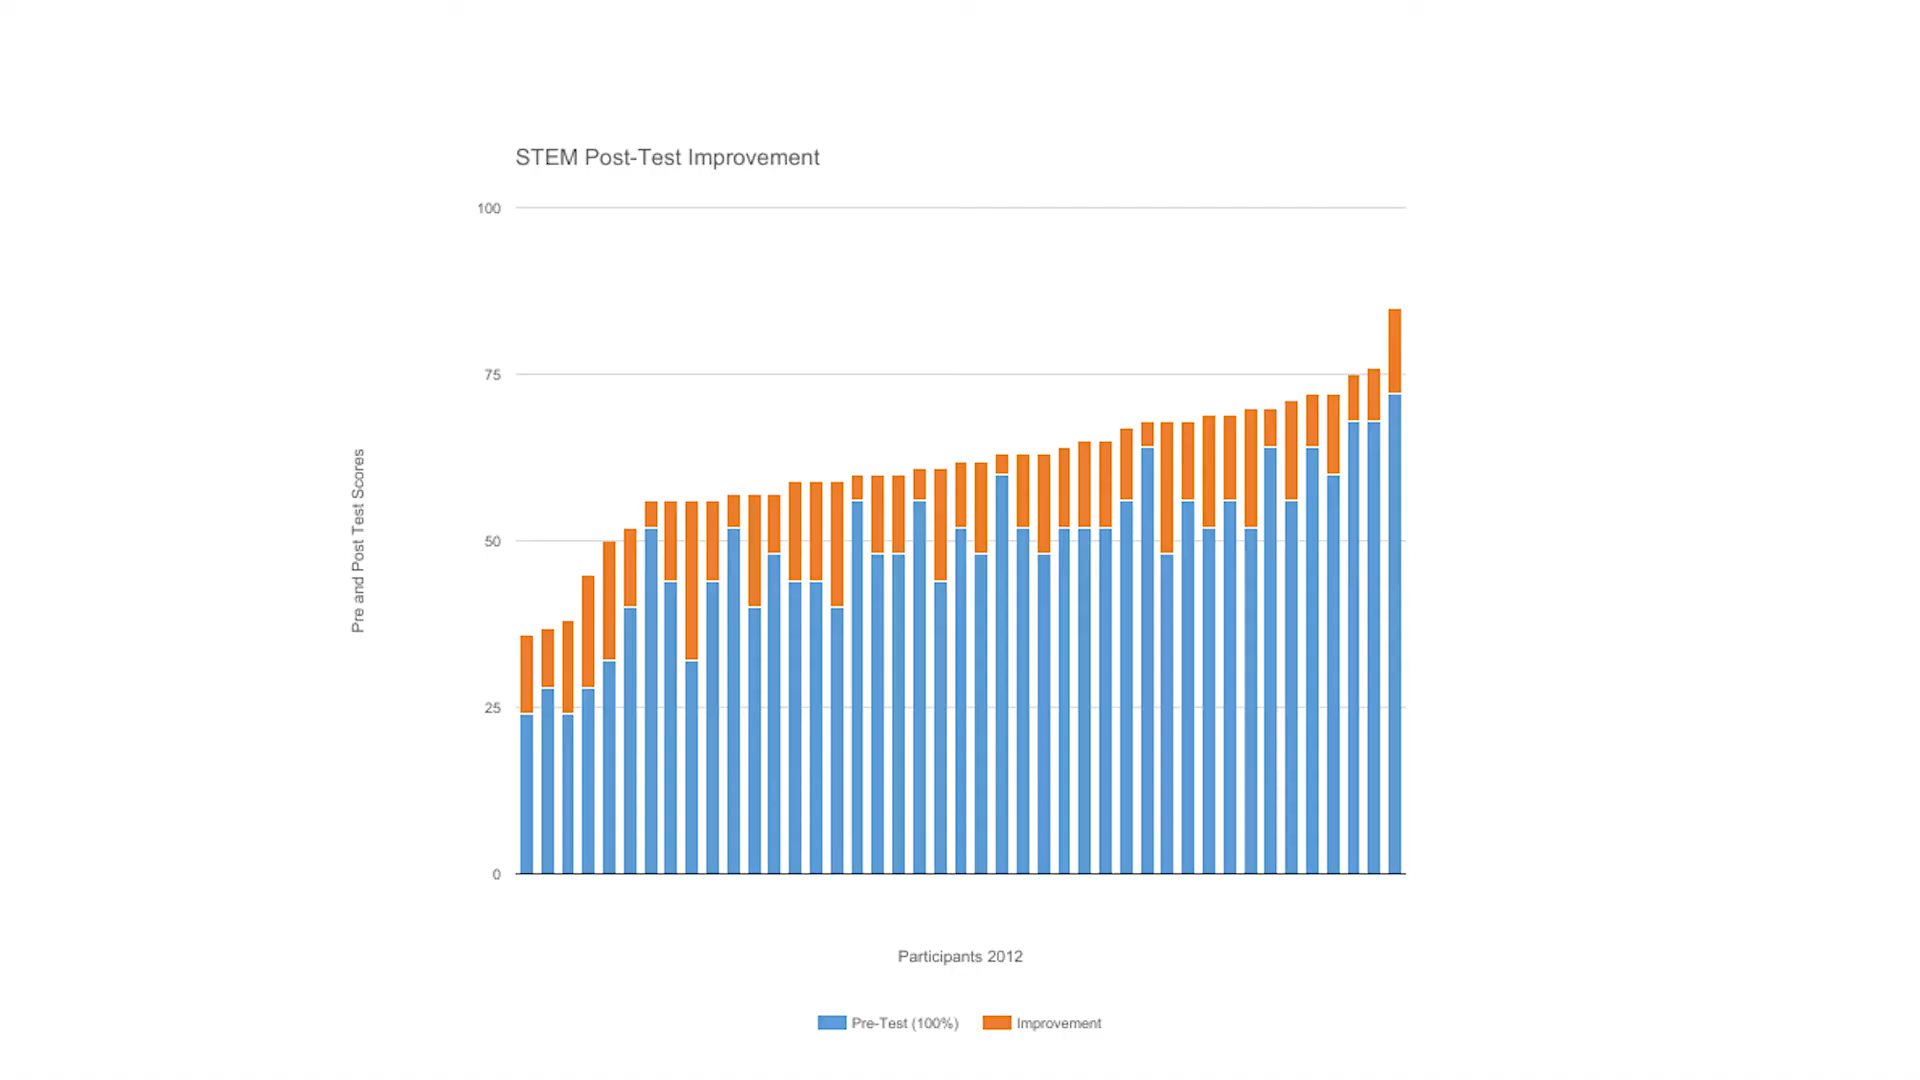 STEM Post-Test Improvement
100
75
50
25
0
Pre and Post Test Scores
Participants 2012
Pre-Test (100%)
Improvement